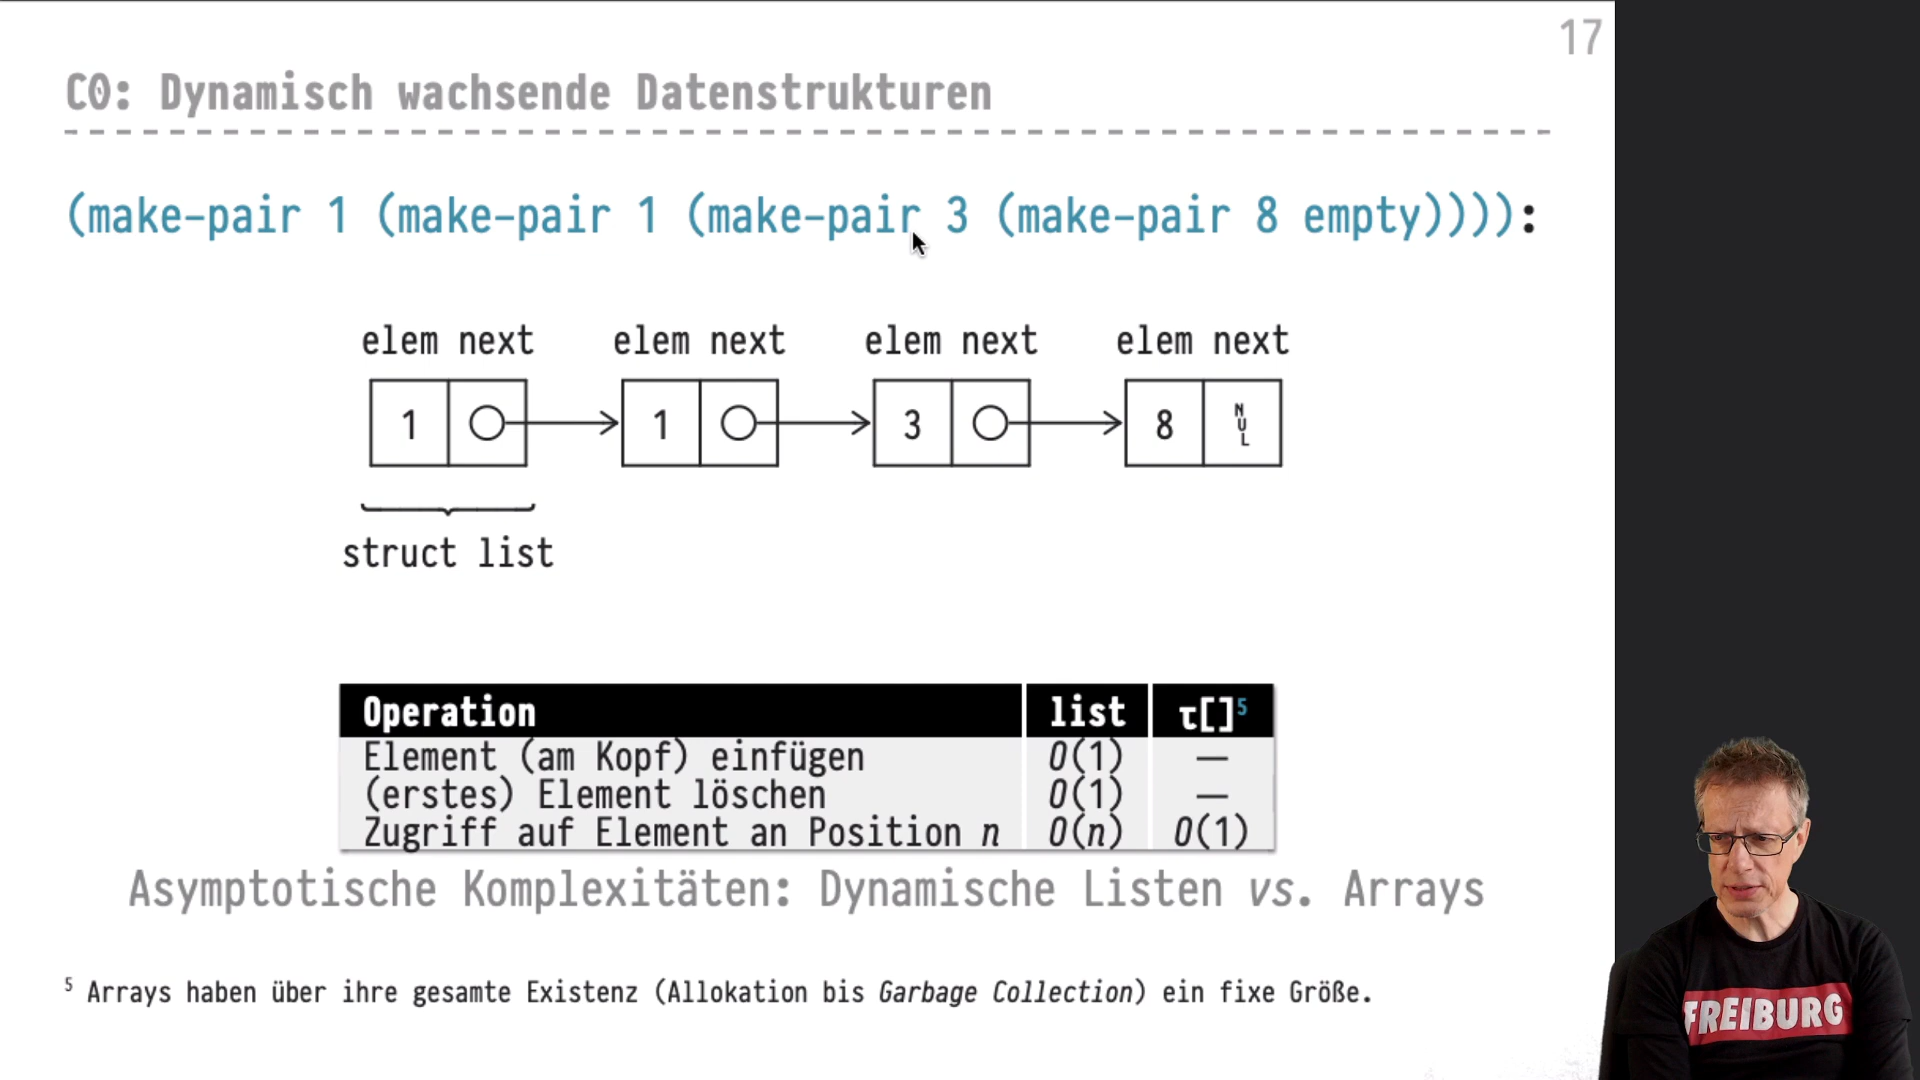 17
C0: Dynamisch wachsende Datenstrukturen
(make-pair 1 (make-pair 1 (make-pair 3 (make-pair 8 empty)))):
elem next elem next elem next elem next
1 1 3 8 NUL
struct list
Operation list τ[]⁵
Element (am Kopf) einfügen O(1) —
(erstes) Element löschen O(1) —
Zugriff auf Element an Position n O(n) O(1)
Asymptotische Komplexitäten: Dynamische Listen vs. Arrays
⁵ Arrays haben über ihre gesamte Existenz (Allokation bis Garbage Collection) ein fixe Größe.
FREIBURG